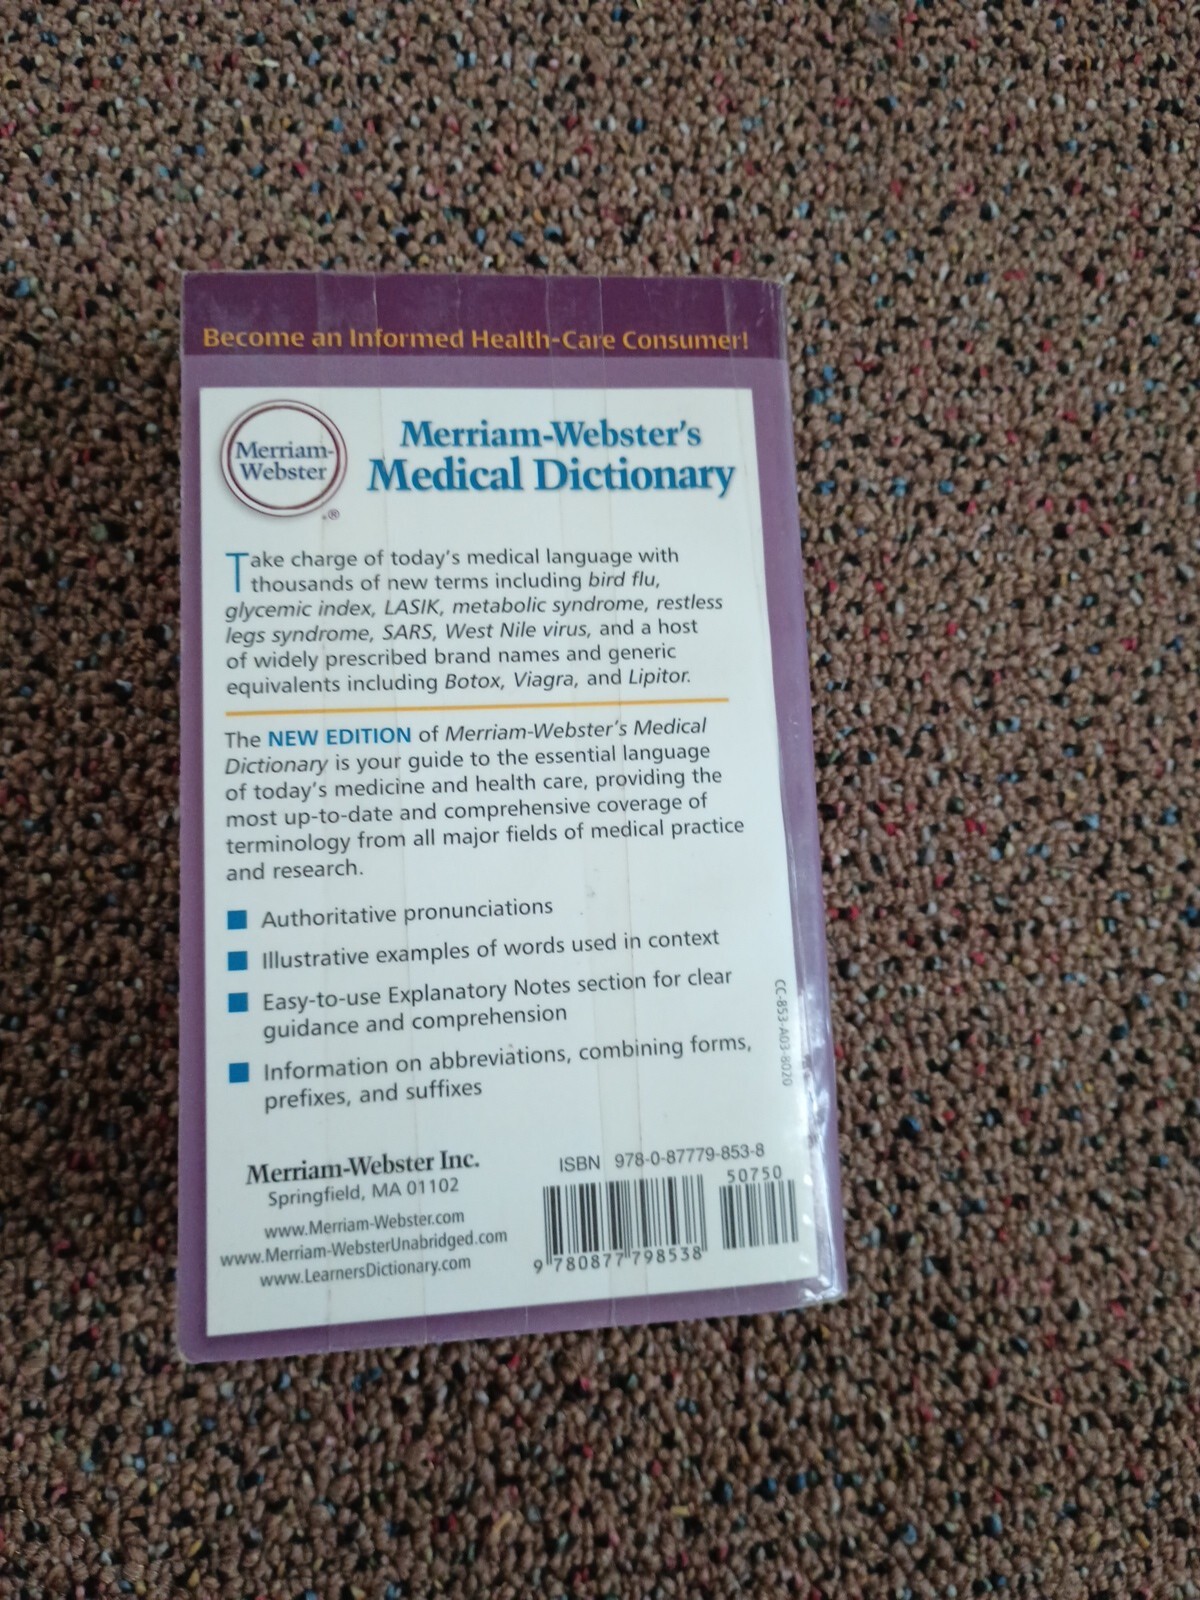 Become an Informed Health-Care Consumer!
Merriam-
Webster
®
Merriam-Webster's
Medical Dictionary
Take charge of today's medical language with
thousands of new terms including bird flu,
glycemic index, LASIK, metabolic syndrome, restless
legs syndrome, SARS, West Nile virus, and a host
of widely prescribed brand names and generic
equivalents including Botox, Viagra, and Lipitor.
The NEW EDITION of Merriam-Webster's Medical
Dictionary is your guide to the essential language
of today's medicine and health care, providing the
most up-to-date and comprehensive coverage of
terminology from all major fields of medical practice
and research.
Authoritative pronunciations
Illustrative examples of words used in context
Easy-to-use Explanatory Notes section for clear
guidance and comprehension
Information on abbreviations, combining forms,
prefixes, and suffixes
CC-853-A03-8020
Merriam-Webster Inc.
Springfield, MA 01102
www.Merriam-Webster.com
www.Merriam-WebsterUnabridged.com
www.LearnersDictionary.com
ISBN 978-0-87779-853-8
50750
9 780877 798538